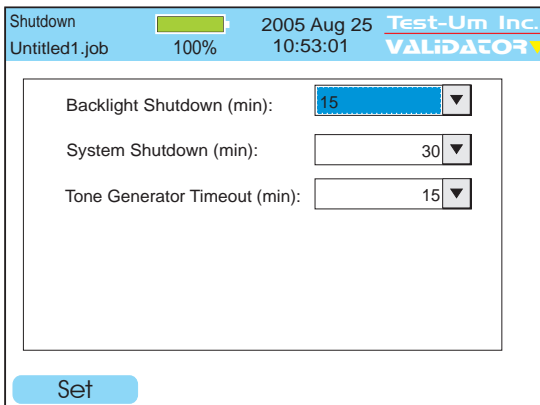 Shutdown
Untitled1.job
100%
2005 Aug 25
10:53:01
Test-Um Inc.
VALIDATOR
Backlight Shutdown (min):
15
System Shutdown (min):
30
Tone Generator Timeout (min):
15
Set